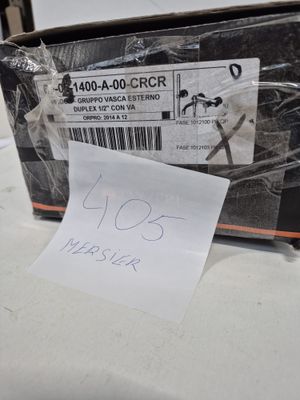 1400-A-00-CRCR
GRUPPO VASCA ESTERNO
DUPLEX 1/2" CON VA
ORPRO: 2014 A 12
FASE 1012100
FASE 1012103
405
MERSIER